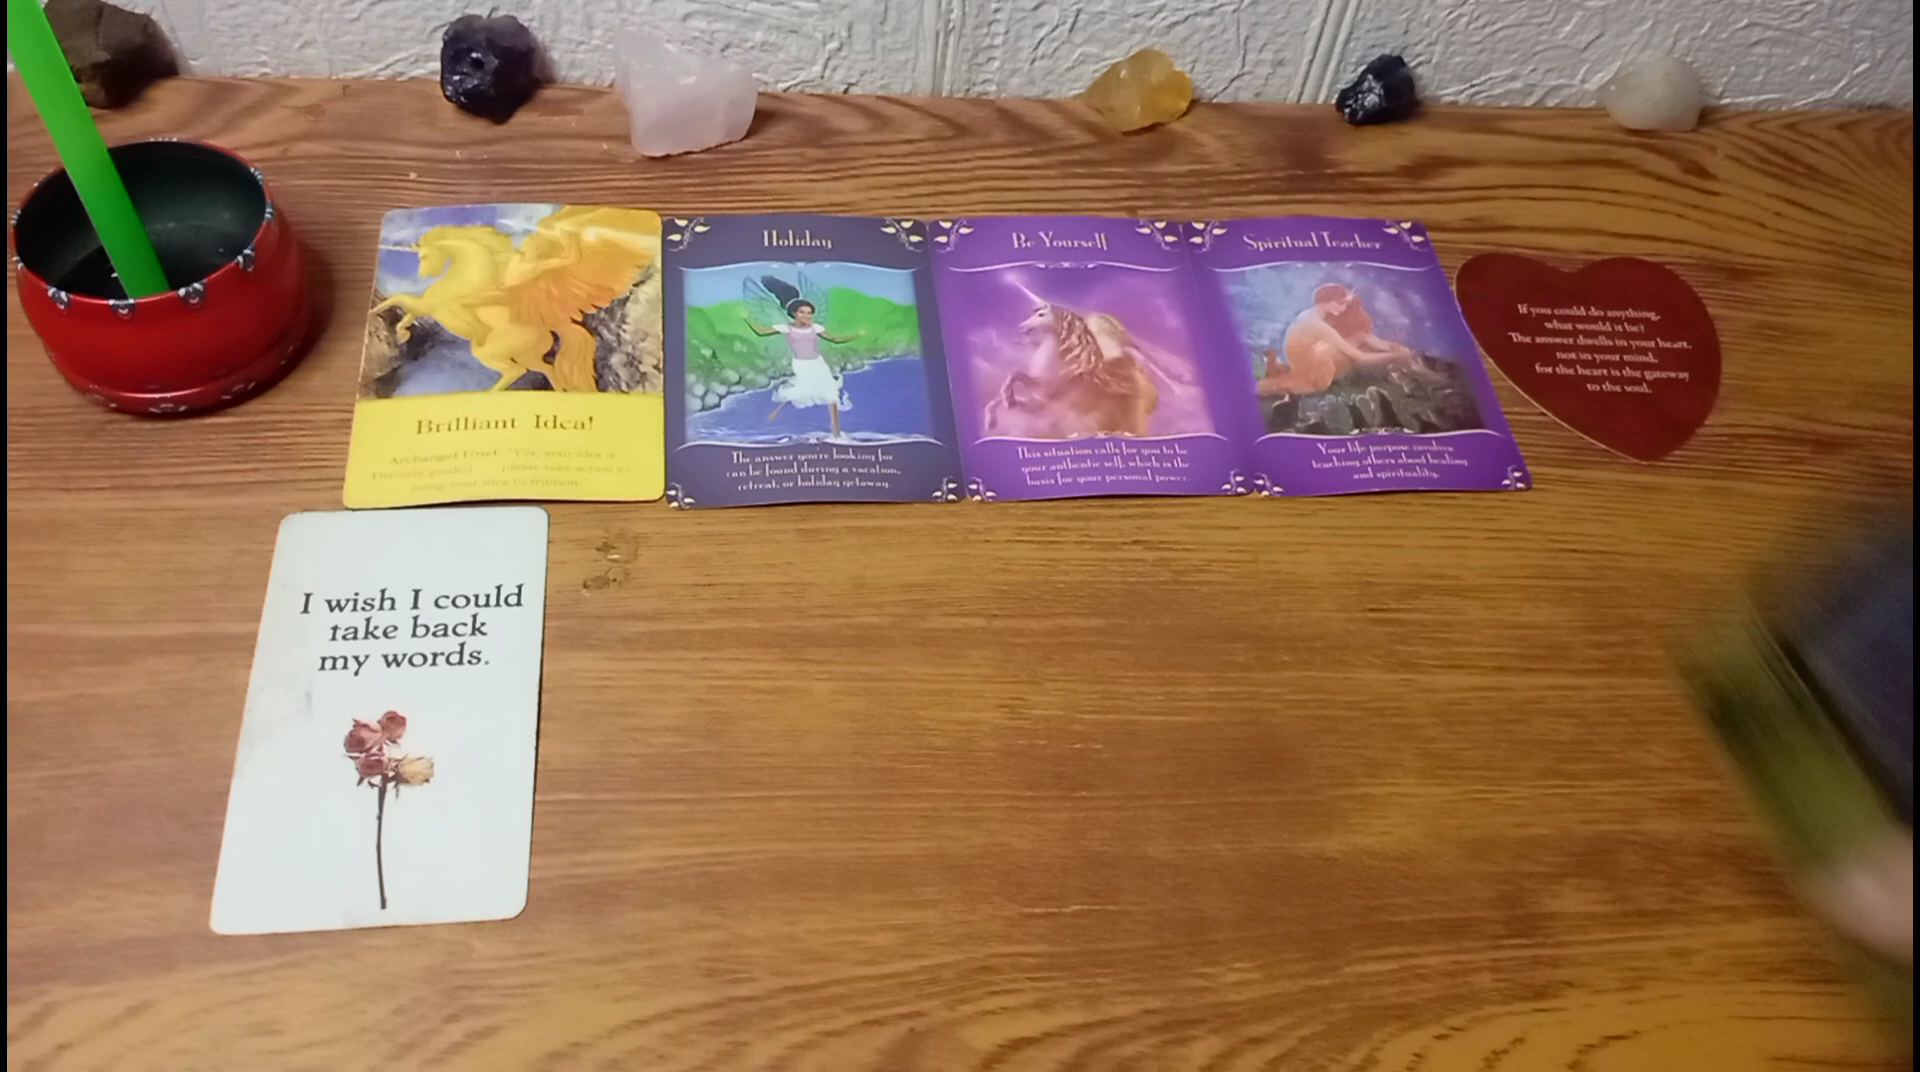 Brilliant Idea!
Archangel Uriel "Yes, your idea is
Divinely guided please take action to
bring your idea to fruition."
Holiday
The answer you're looking for
can be found during a vacation,
retreat, or holiday getaway.
Be Yourself
This situation calls for you to be
your authentic self, which is the
basis for your personal power.
Spiritual Teacher
Your life purpose involves
teaching others about healing
and spirituality.
If you could do anything,
what would it be?
The answer dwells in your heart,
not in your mind,
for the heart is the gateway
to the soul.
I wish I could
take back
my words.